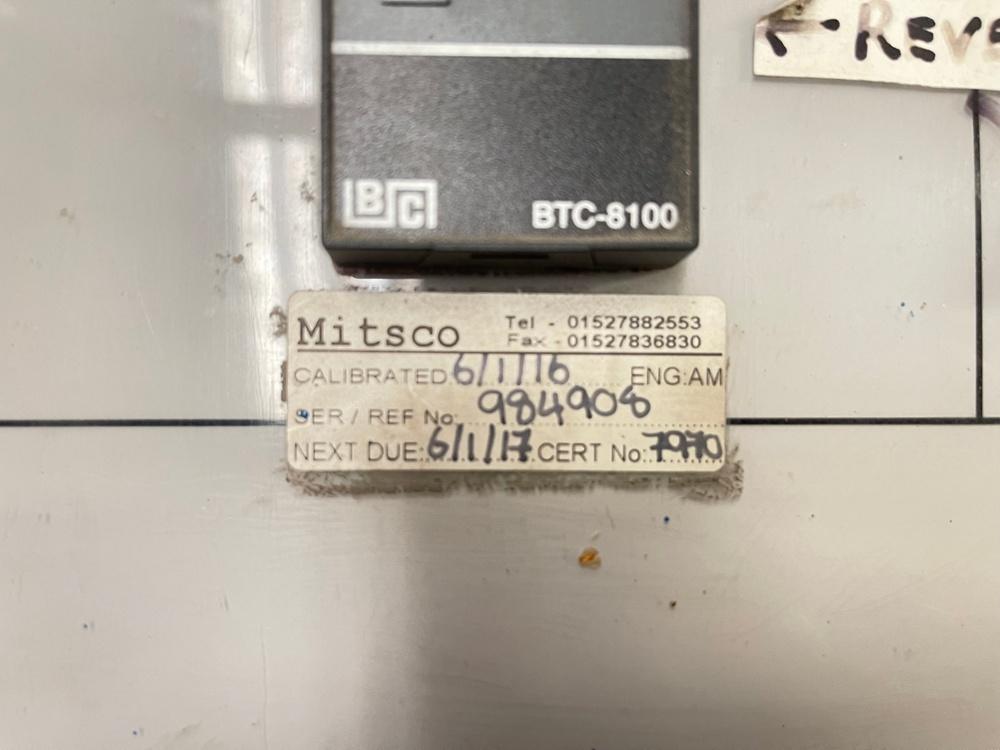 REVE
BC
BTC-8100
Mitsco
Tel - 01527882553
Fax - 01527836830
CALIBRATED: 6/1/16 ENG:AM
SER / REF No: 984908
NEXT DUE: 6/1/17 CERT No: 7970